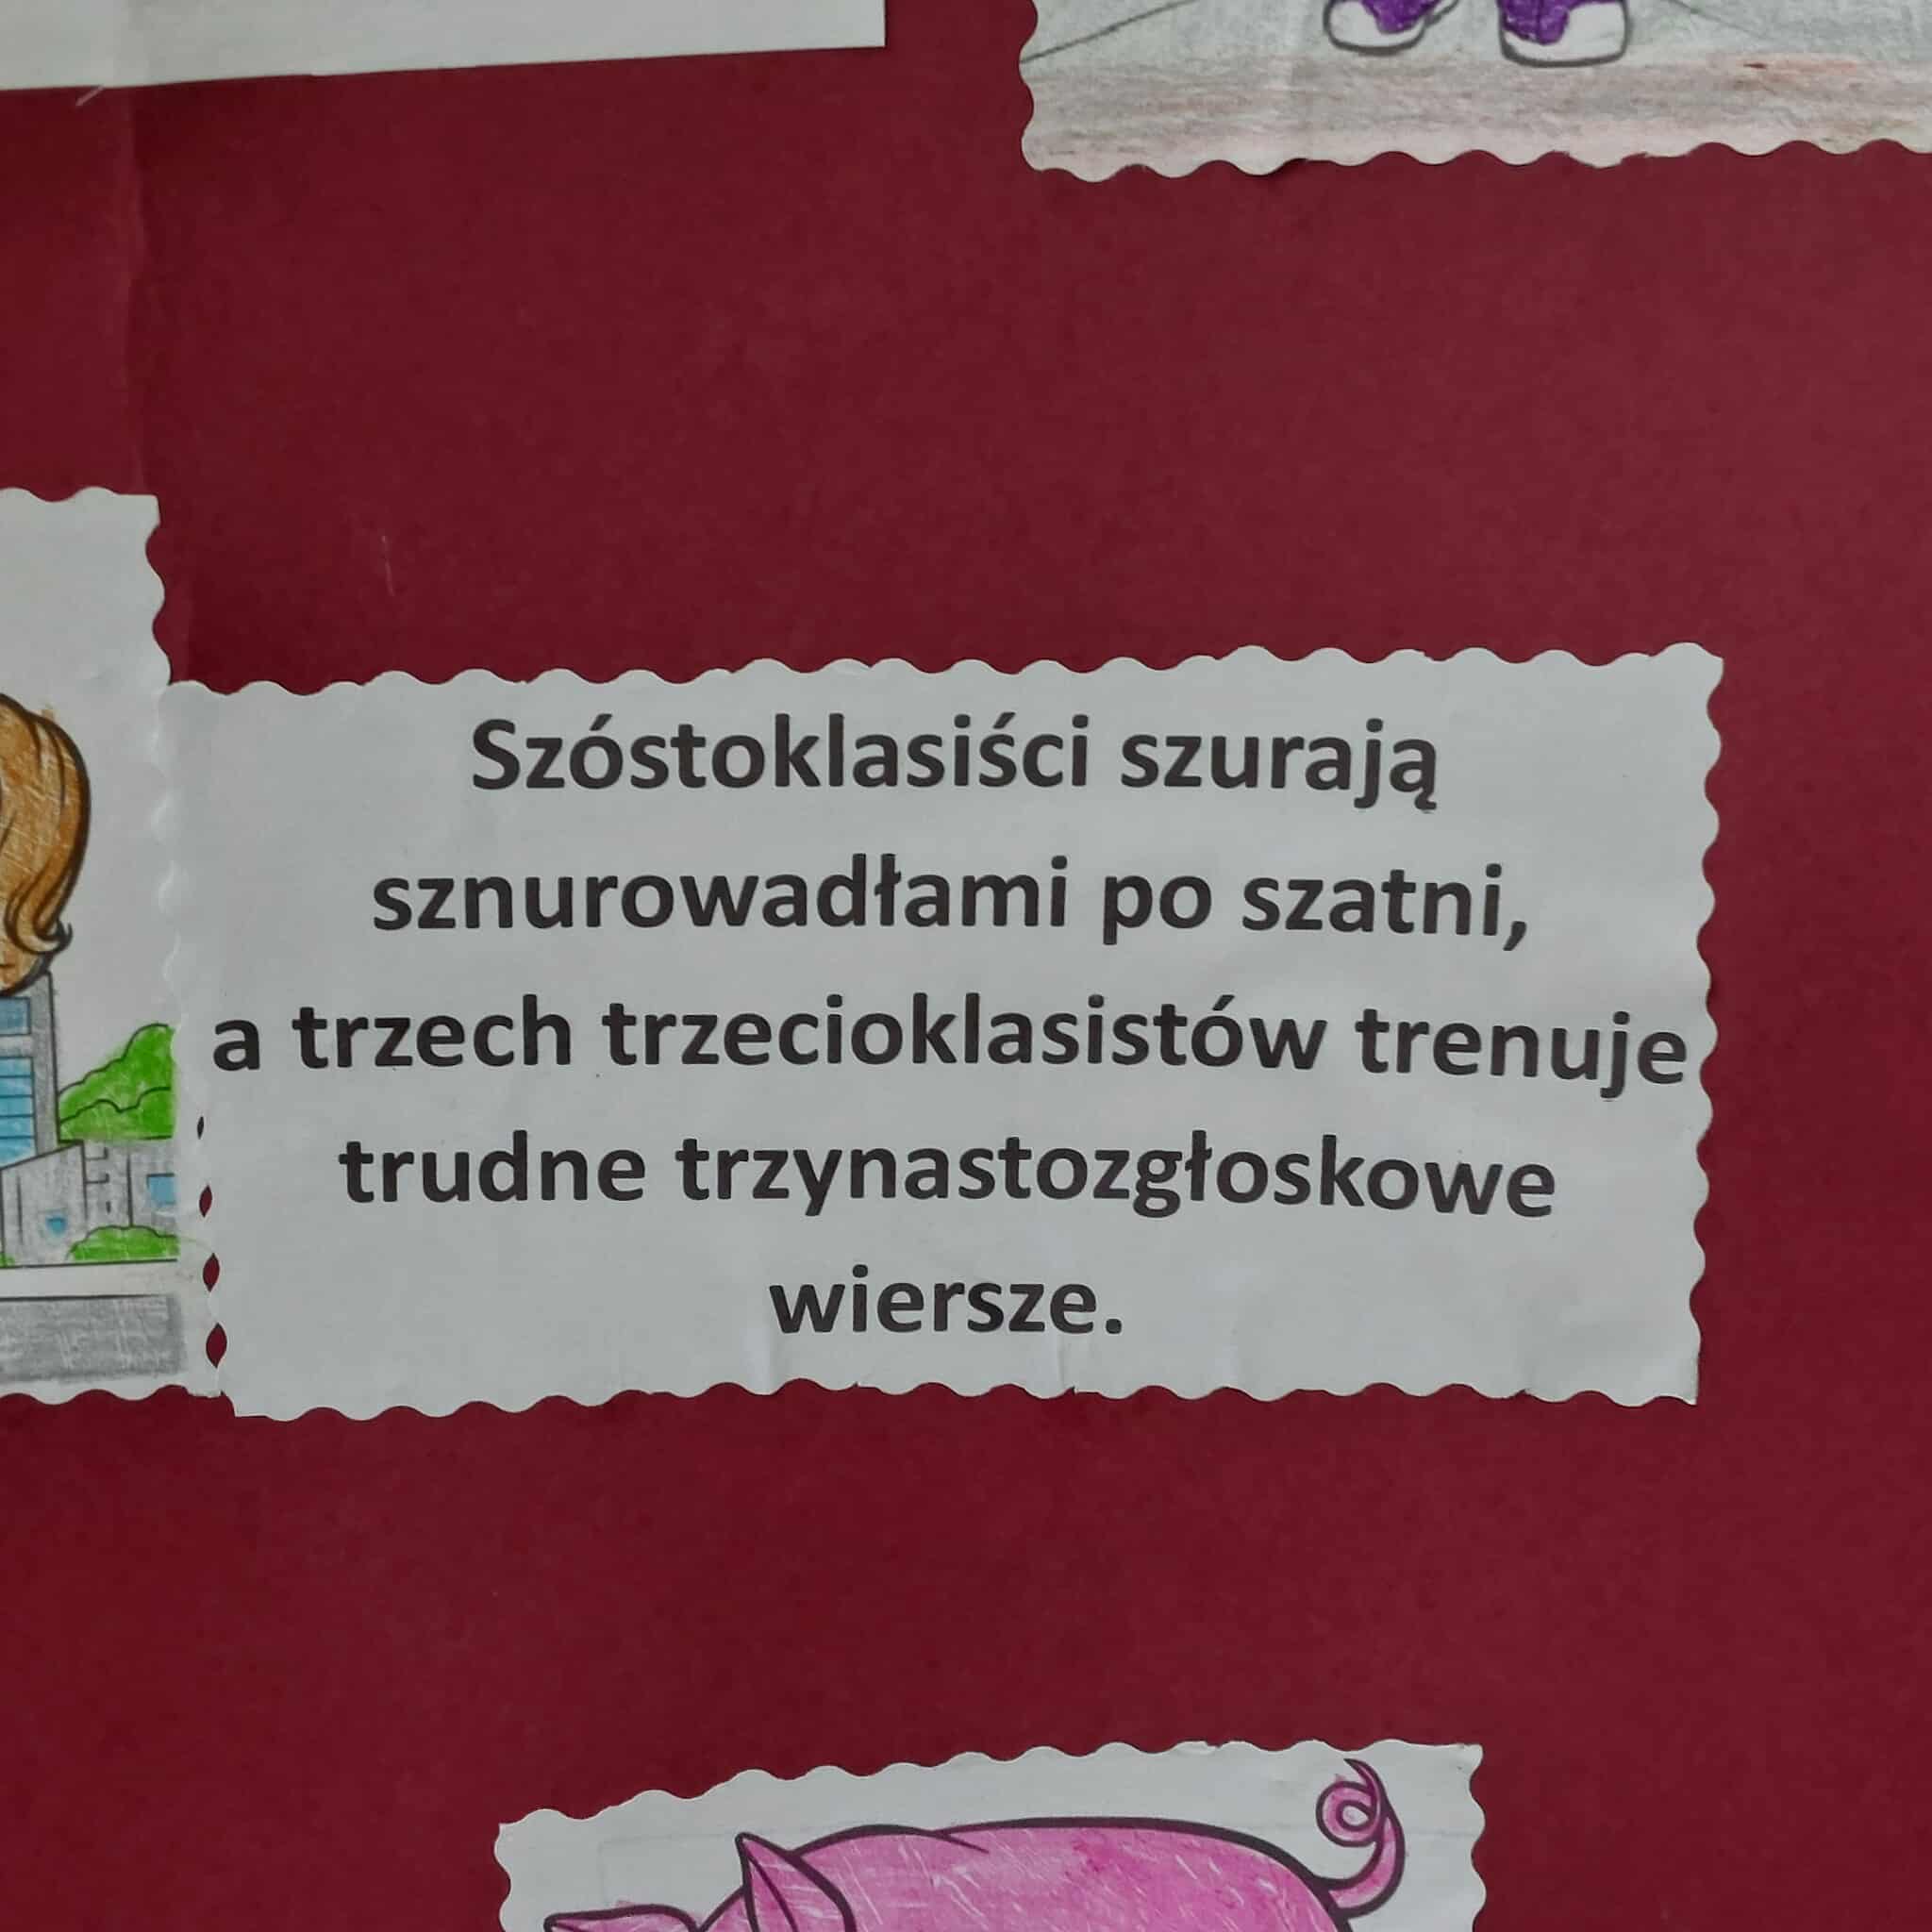 Szóstoklasiści szurają
sznurowadłami po szatni,
a trzech trzecioklasistów trenuje
trudne trzynastozgłoskowe
wiersze.